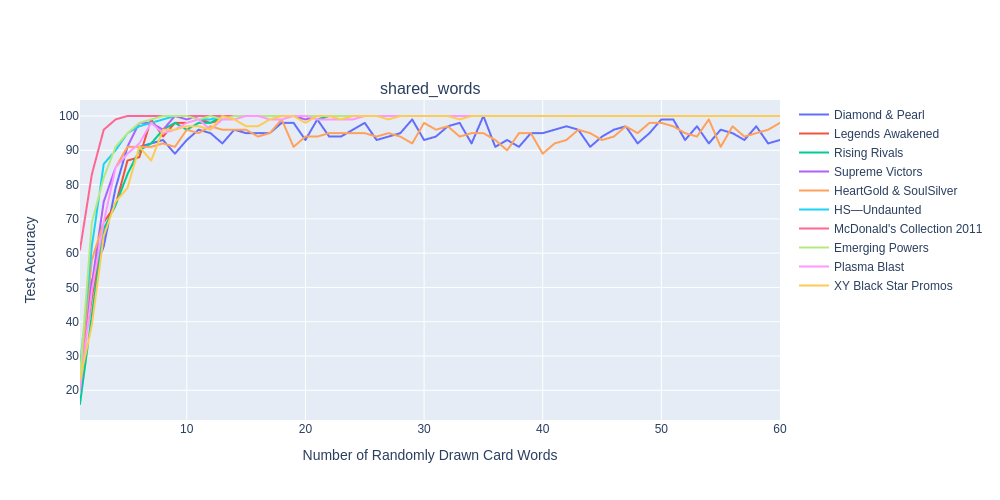 shared_words
100
90
80
70
60
50
40
30
20
Test Accuracy
10
20
30
40
50
60
Number of Randomly Drawn Card Words
Diamond & Pearl
Legends Awakened
Rising Rivals
Supreme Victors
HeartGold & SoulSilver
HS—Undaunted
McDonald's Collection 2011
Emerging Powers
Plasma Blast
XY Black Star Promos